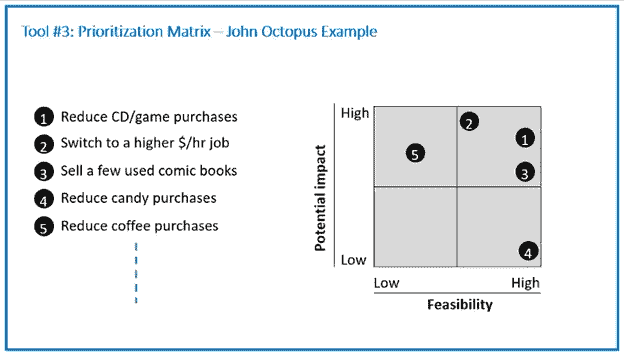 Tool #3: Prioritization Matrix – John Octopus Example
1 Reduce CD/game purchases
2 Switch to a higher $/hr job
3 Sell a few used comic books
4 Reduce candy purchases
5 Reduce coffee purchases
Potential impact
High
Low
2
1
5
3
4
Low High
Feasibility